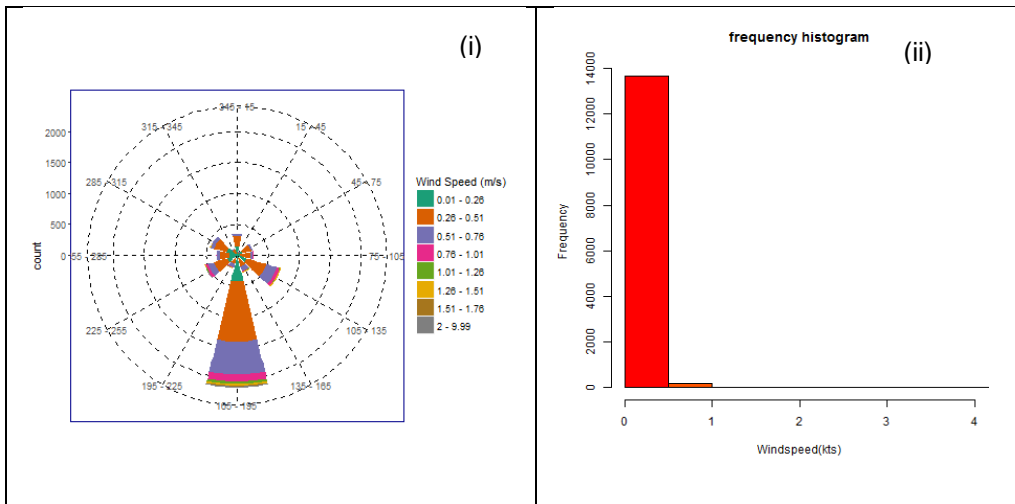 (i)
345 - 15
315 - 345
15 - 45
2000
1500
285 - 315
45 - 75
1000
500
0
55 - 285
75 - 105
count
225 - 255
105 - 135
195 - 225
135 - 165
165 - 195
Wind Speed (m/s)
0.01 - 0.26
0.26 - 0.51
0.51 - 0.76
0.76 - 1.01
1.01 - 1.26
1.26 - 1.51
1.51 - 1.76
2 - 9.99
frequency histogram
(ii)
Frequency
14000
10000
8000
6000
4000
2000
0
0 1 2 3 4
Windspeed(kts)